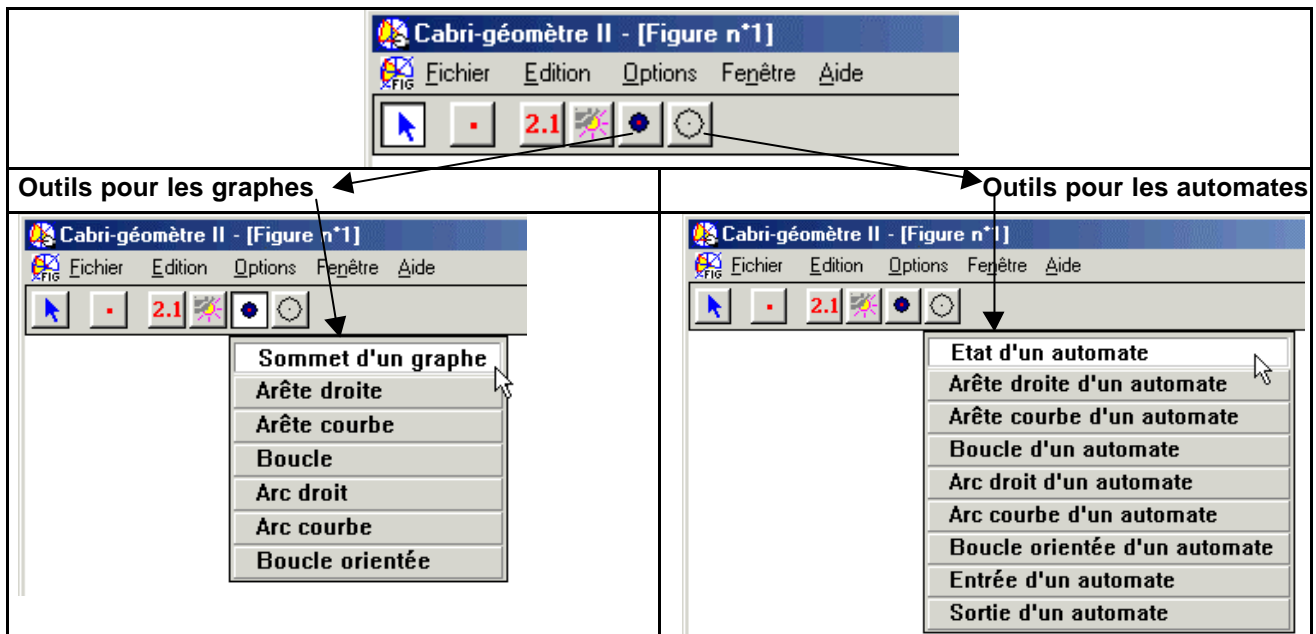 Cabri-géomètre II - [Figure n°1]
FIG Fichier Edition Options Fenêtre Aide
2.1
Outils pour les graphes
Outils pour les automates
Cabri-géomètre II - [Figure n°1]
FIG Fichier Edition Options Fenêtre Aide
2.1
Sommet d'un graphe
Arête droite
Arête courbe
Boucle
Arc droit
Arc courbe
Boucle orientée
Cabri-géomètre II - [Figure n°1]
FIG Fichier Edition Options Fenêtre Aide
2.1
Etat d'un automate
Arête droite d'un automate
Arête courbe d'un automate
Boucle d'un automate
Arc droit d'un automate
Arc courbe d'un automate
Boucle orientée d'un automate
Entrée d'un automate
Sortie d'un automate